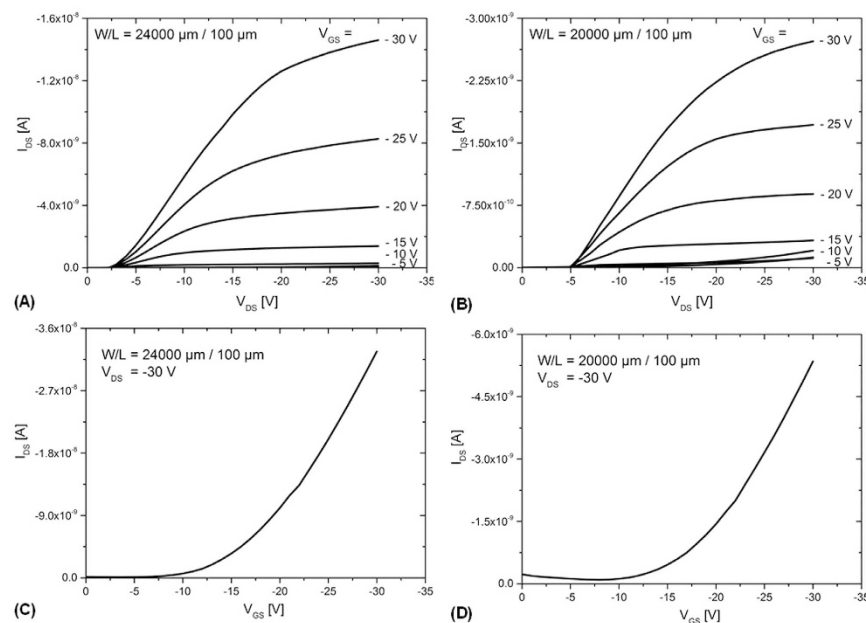 -1.6x10⁻⁸
W/L = 24000 µm / 100 µm
V_GS =
- 30 V
-1.2x10⁻⁸
-8.0x10⁻⁹
- 25 V
-4.0x10⁻⁹
- 20 V
- 15 V
- 10 V
- 5 V
0.0
I_DS [A]
0 -5 -10 -15 -20 -25 -30 -35
V_DS [V]
(A)
-3.00x10⁻⁹
W/L = 20000 µm / 100 µm
V_GS =
- 30 V
-2.25x10⁻⁹
- 25 V
-1.50x10⁻⁹
- 20 V
-7.50x10⁻¹⁰
- 15 V
- 10 V
- 5 V
0.0
I_DS [A]
0 -5 -10 -15 -20 -25 -30 -35
V_DS [V]
(B)
-3.6x10⁻⁸
W/L = 24000 µm / 100 µm
V_DS = -30 V
-2.7x10⁻⁸
-1.8x10⁻⁸
-9.0x10⁻⁹
0.0
I_DS [A]
0 -5 -10 -15 -20 -25 -30 -35
V_GS [V]
(C)
-6.0x10⁻⁹
W/L = 20000 µm / 100 µm
V_DS = -30 V
-4.5x10⁻⁹
-3.0x10⁻⁹
-1.5x10⁻⁹
0.0
I_DS [A]
0 -5 -10 -15 -20 -25 -30 -35
V_GS [V]
(D)